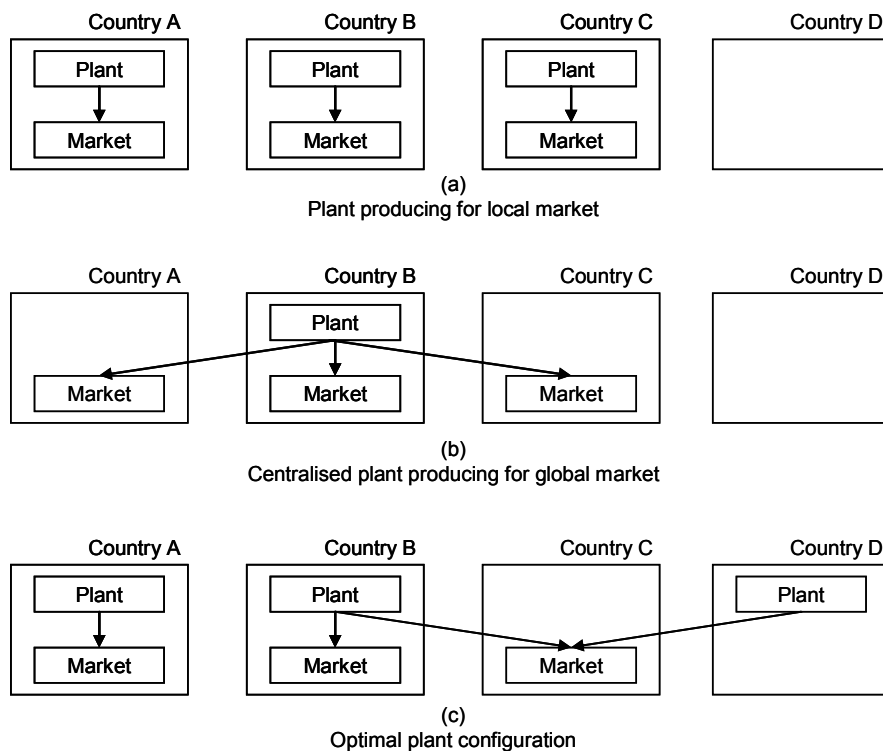 Country A
Country B
Country C
Country D
Plant
Plant
Plant
Market
Market
Market
(a)
Plant producing for local market
Country A
Country B
Country C
Country D
Plant
Market
Market
Market
(b)
Centralised plant producing for global market
Country A
Country B
Country C
Country D
Plant
Plant
Plant
Market
Market
Market
(c)
Optimal plant configuration